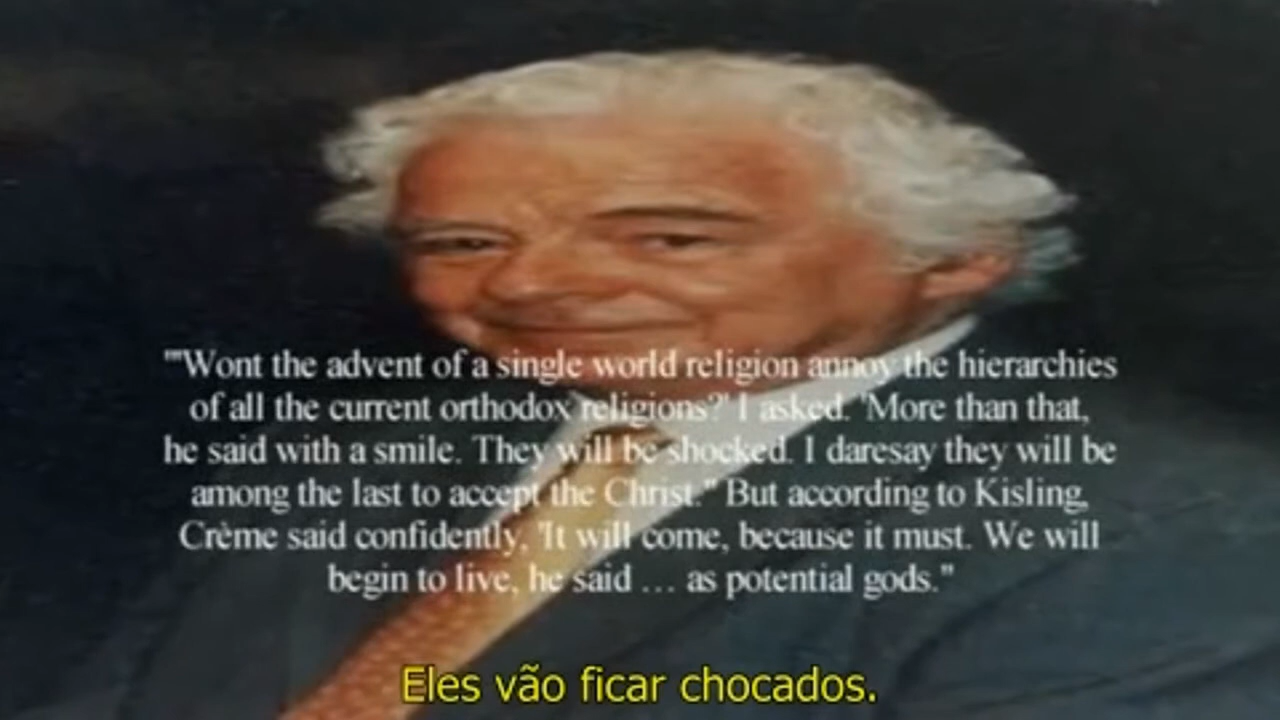 "'Wont the advent of a single world religion annoy the hierarchies
of all the current orthodox religions?' I asked. 'More than that,
he said with a smile. They will be shocked. I daresay they will be
among the last to accept the Christ." But according to Kisling,
Crème said confidently, 'It will come, because it must. We will
begin to live, he said … as potential gods."
Eles vão ficar chocados.